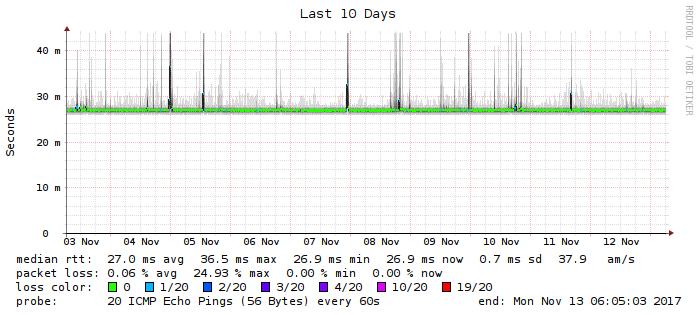 Last 10 Days
RRDTOOL / TOBI OETIKER
Seconds
40 m
30 m
20 m
10 m
0
03 Nov 04 Nov 05 Nov 06 Nov 07 Nov 08 Nov 09 Nov 10 Nov 11 Nov 12 Nov
median rtt: 27.0 ms avg 36.5 ms max 26.9 ms min 26.9 ms now 0.7 ms sd 37.9 am/s
packet loss: 0.06 % avg 24.93 % max 0.00 % min 0.00 % now
loss color: 0 1/20 2/20 3/20 4/20 10/20 19/20
probe: 20 ICMP Echo Pings (56 Bytes) every 60s end: Mon Nov 13 06:05:03 2017